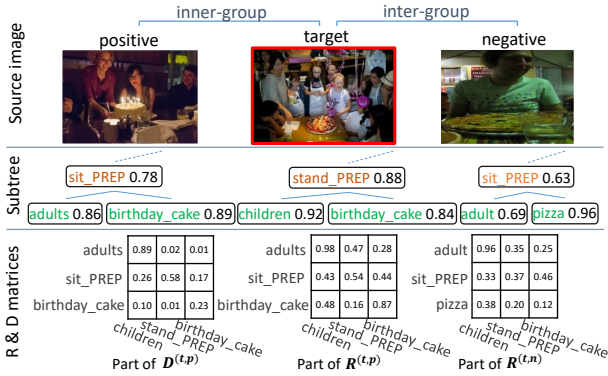 inner-group inter-group
positive target negative
Source image
sit_PREP 0.78 stand_PREP 0.88 sit_PREP 0.63
Subtree
adults 0.86 birthday_cake 0.89 children 0.92 birthday_cake 0.84 adult 0.69 pizza 0.96
R & D matrices
adults 0.89 0.02 0.01 adults 0.98 0.47 0.28 adult 0.96 0.35 0.25
sit_PREP 0.26 0.58 0.17 sit_PREP 0.43 0.54 0.44 sit_PREP 0.33 0.37 0.46
birthday_cake 0.10 0.01 0.23 birthday_cake 0.48 0.16 0.87 pizza 0.38 0.20 0.12
children stand_PREP birthday_cake children stand_PREP birthday_cake children stand_PREP birthday_cake
Part of D^(t,p) Part of R^(t,p) Part of R^(t,n)